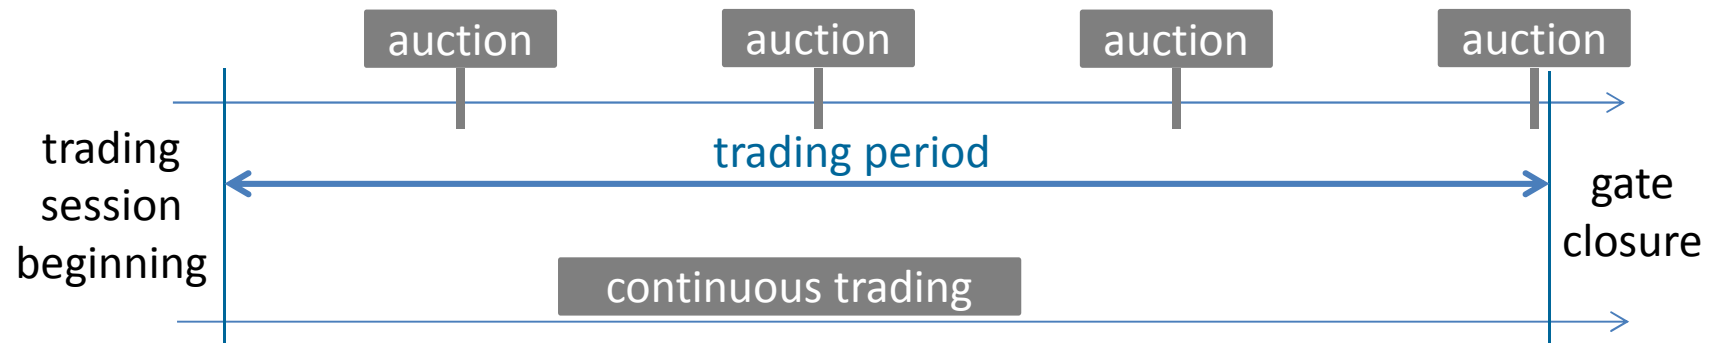 auction
auction
auction
auction
trading
session
beginning
trading period
gate
closure
continuous trading